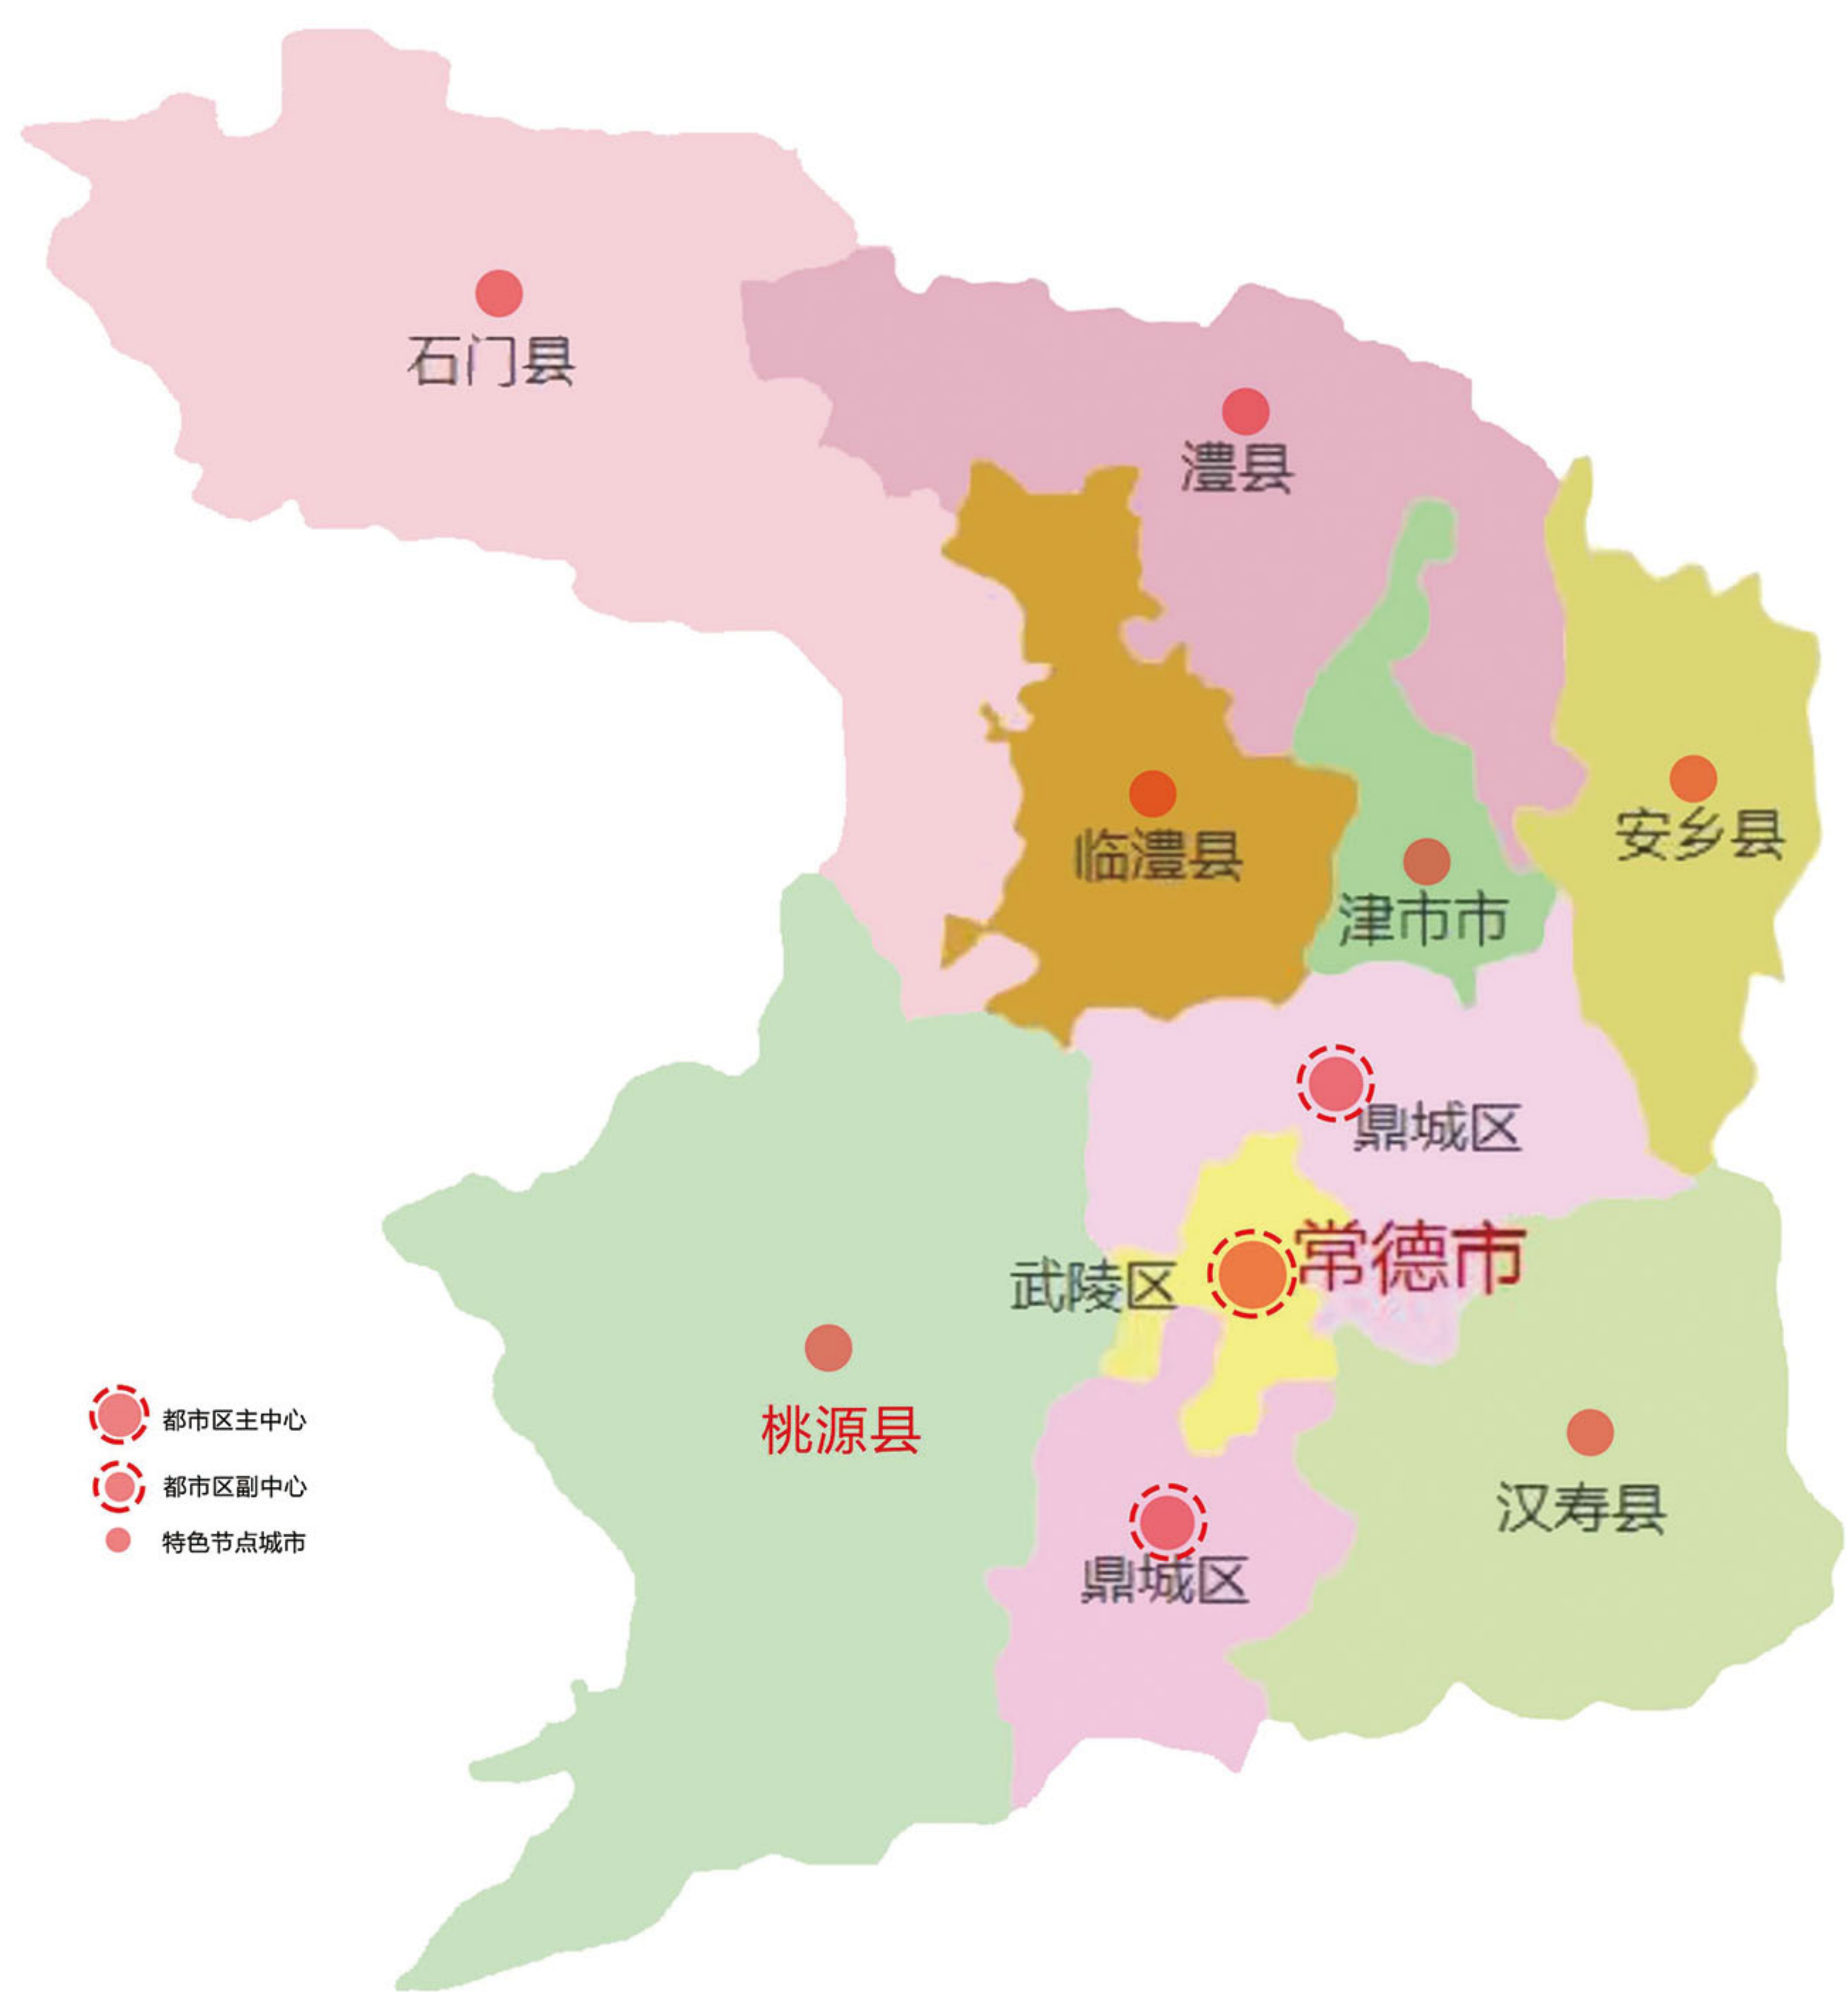 石门县
澧县
安乡县
临澧县
津市市
鼎城区
常德市
武陵区
桃源县
汉寿县
鼎城区
都市区主中心
都市区副中心
特色节点城市